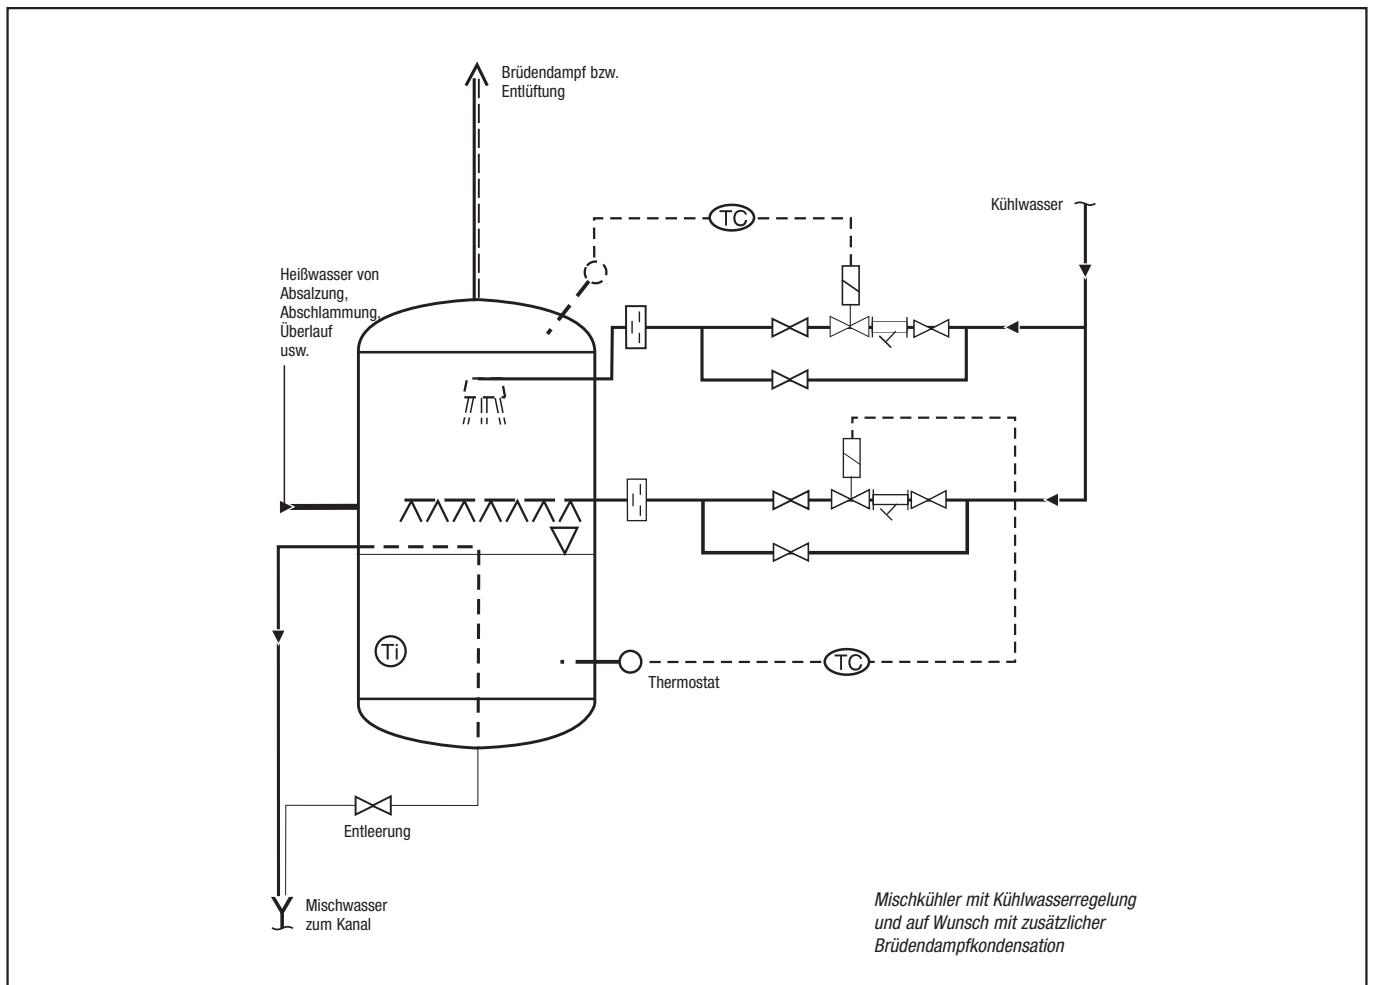 Brüdendampf bzw.
Entlüftung
TC
Kühlwasser
Heißwasser von
Absalzung,
Abschlammung,
Überlauf
usw.
Ti
TC
Thermostat
Entleerung
Mischwasser
zum Kanal
Mischkühler mit Kühlwasserregelung
und auf Wunsch mit zusätzlicher
Brüdendampfkondensation